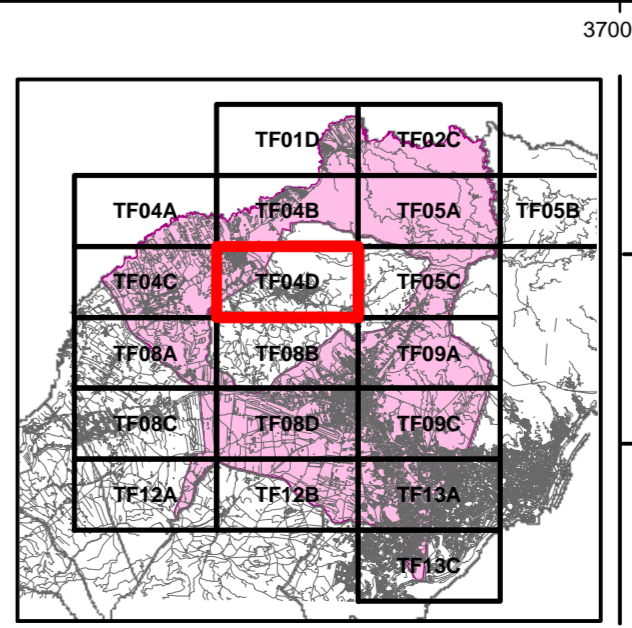 3700
TF01D TF02C
TF04A TF04B TF05A TF05B
TF04C TF04D TF05C
TF08A TF08B TF09A
TF08C TF08D TF09C
TF12A TF12B TF13A
TF13C